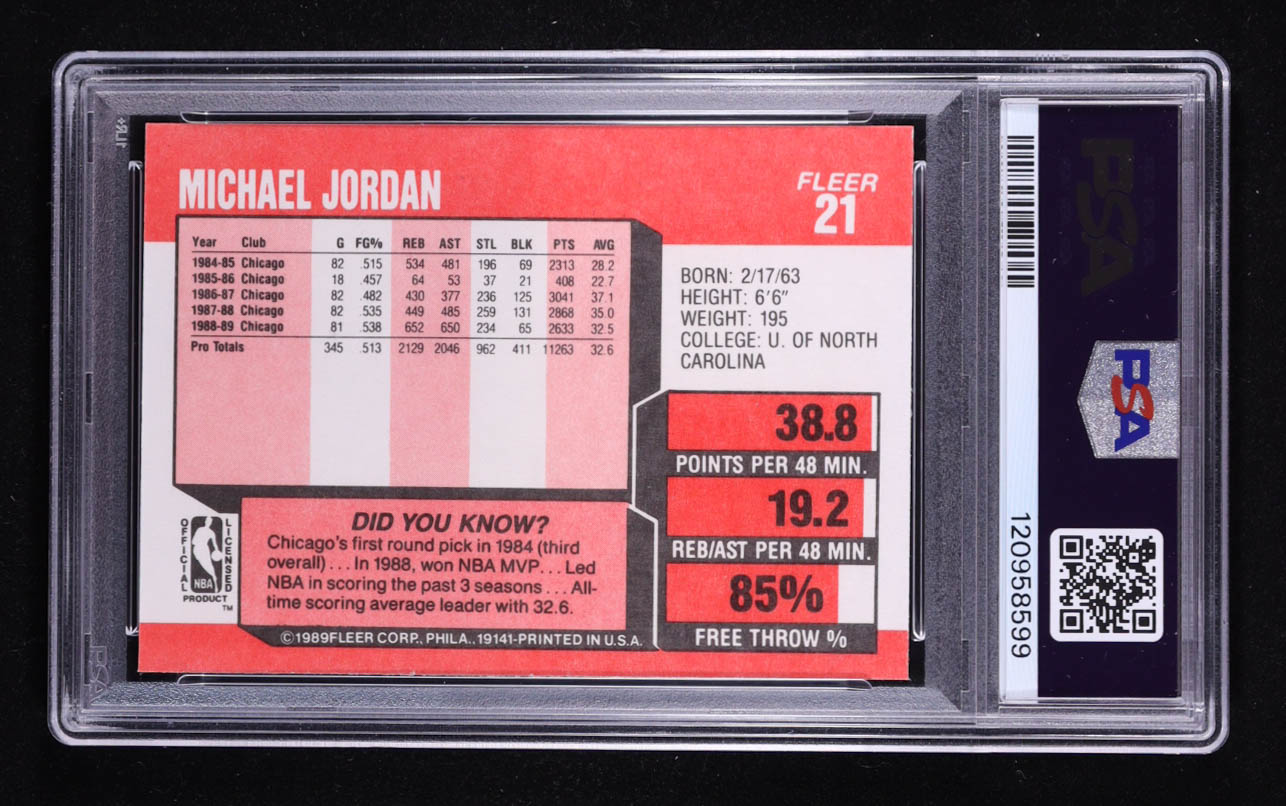 MICHAEL JORDAN
FLEER
21
Year Club G FG% REB AST STL BLK PTS AVG
1984-85 Chicago 82 .515 534 481 196 69 2313 28.2
1985-86 Chicago 18 .457 64 53 37 21 408 22.7
1986-87 Chicago 82 .482 430 377 236 125 3041 37.1
1987-88 Chicago 82 .535 449 485 259 131 2868 35.0
1988-89 Chicago 81 .538 652 650 234 65 2633 32.5
Pro Totals 345 .513 2129 2046 962 411 11263 32.6
BORN: 2/17/63
HEIGHT: 6'6"
WEIGHT: 195
COLLEGE: U. OF NORTH
CAROLINA
38.8
POINTS PER 48 MIN.
19.2
REB/AST PER 48 MIN.
85%
FREE THROW %
DID YOU KNOW?
Chicago's first round pick in 1984 (third
overall) . . . In 1988, won NBA MVP . . . Led
NBA in scoring the past 3 seasons . . . All-
time scoring average leader with 32.6.
OFFICIAL LICENSED
NBA
PRODUCT ™
©1989FLEER CORP., PHILA., 19141-PRINTED IN U.S.A.
PSA
PSA
120958599
PSA
JLR+